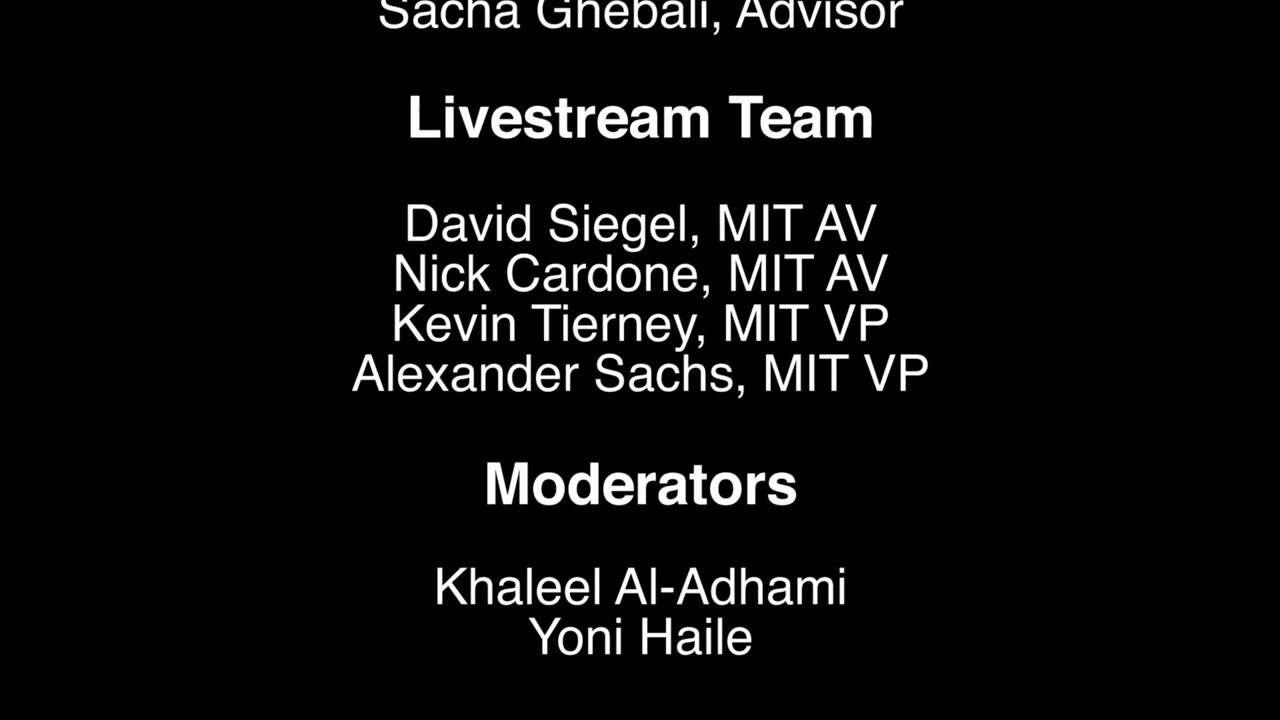 Sacha Ghebali, Advisor
Livestream Team
David Siegel, MIT AV
Nick Cardone, MIT AV
Kevin Tierney, MIT VP
Alexander Sachs, MIT VP
Moderators
Khaleel Al-Adhami
Yoni Haile